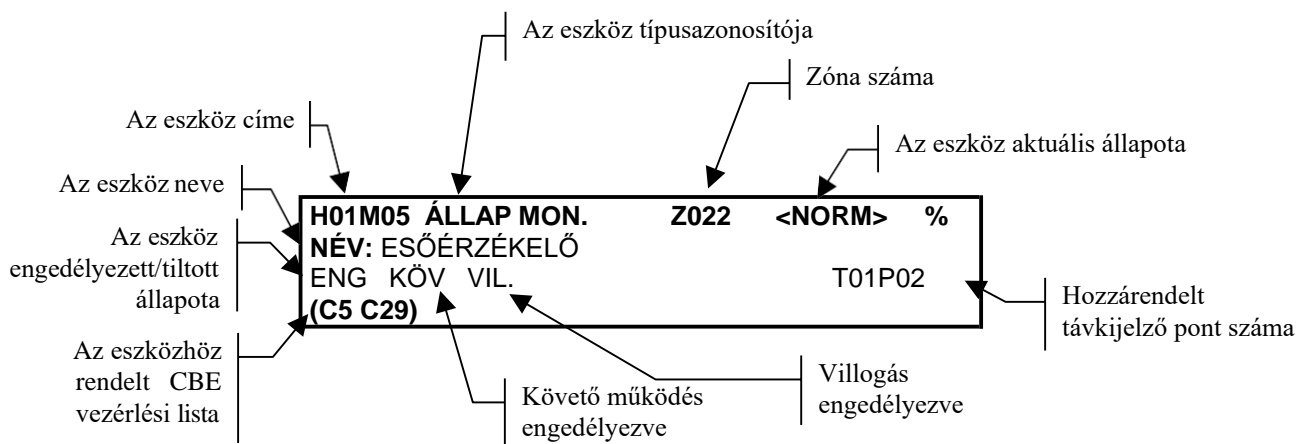 Az eszköz típusazonosítója
Zóna száma
Az eszköz címe
Az eszköz aktuális állapota
Az eszköz neve
H01M05 ÁLLAP MON. Z022 <NORM> %
NÉV: ESŐÉRZÉKELŐ
ENG KÖV VIL. T01P02
(C5 C29)
Az eszköz
engedélyezett/tiltott
állapota
Hozzárendelt
távkijelző pont száma
Az eszközhöz
rendelt CBE
vezérlési lista
Követő működés
engedélyezve
Villogás
engedélyezve